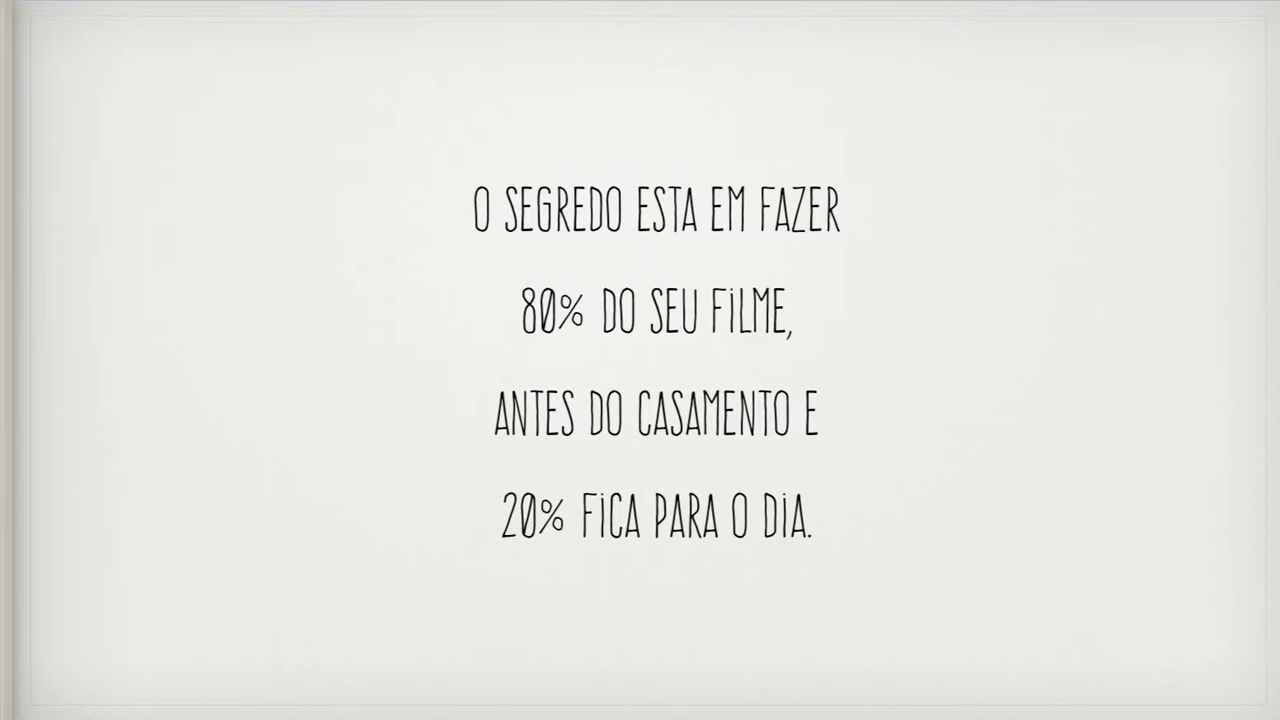 O SEGREDO ESTA EM FAZER
80% DO SEU FiLME,
ANTES DO CASAMENTO E
20% FiCA PARA O DiA.